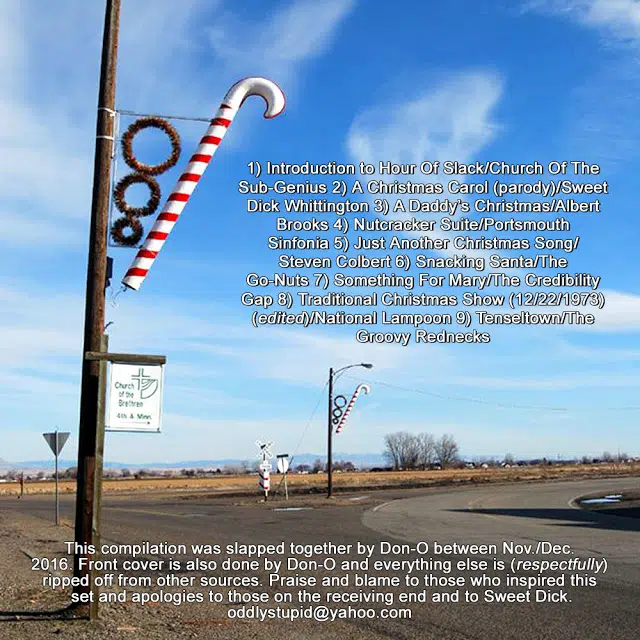 1) Introduction to Hour Of Slack/Church Of The
Sub-Genius 2) A Christmas Carol (parody)/Sweet
Dick Whittington 3) A Daddy's Christmas/Albert
Brooks 4) Nutcracker Suite/Portsmouth
Sinfonia 5) Just Another Christmas Song/
Steven Colbert 6) Snacking Santa/The
Go-Nuts 7) Something For Mary/The Credibility
Gap 8) Traditional Christmas Show (12/22/1973)
(edited)/National Lampoon 9) Tenseltown/The
Groovy Rednecks
Church
of the
Brethren
4th & Minn.
This compilation was slapped together by Don-O between Nov./Dec.
2016. Front cover is also done by Don-O and everything else is (respectfully)
ripped off from other sources. Praise and blame to those who inspired this
set and apologies to those on the receiving end and to Sweet Dick.
oddlystupid@yahoo.com